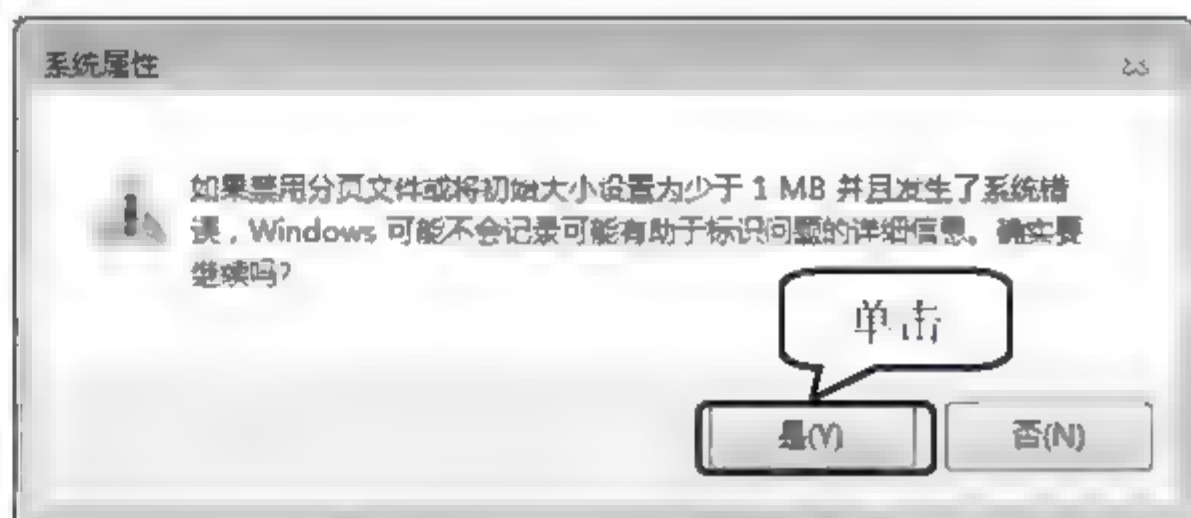 系统属性
如果禁用分页文件或将初始大小设置为少于 1 MB 并且发生了系统错
误，Windows 可能不会记录可能有助于标识问题的详细信息。确实要
继续吗?
单击
是(Y)
否(N)